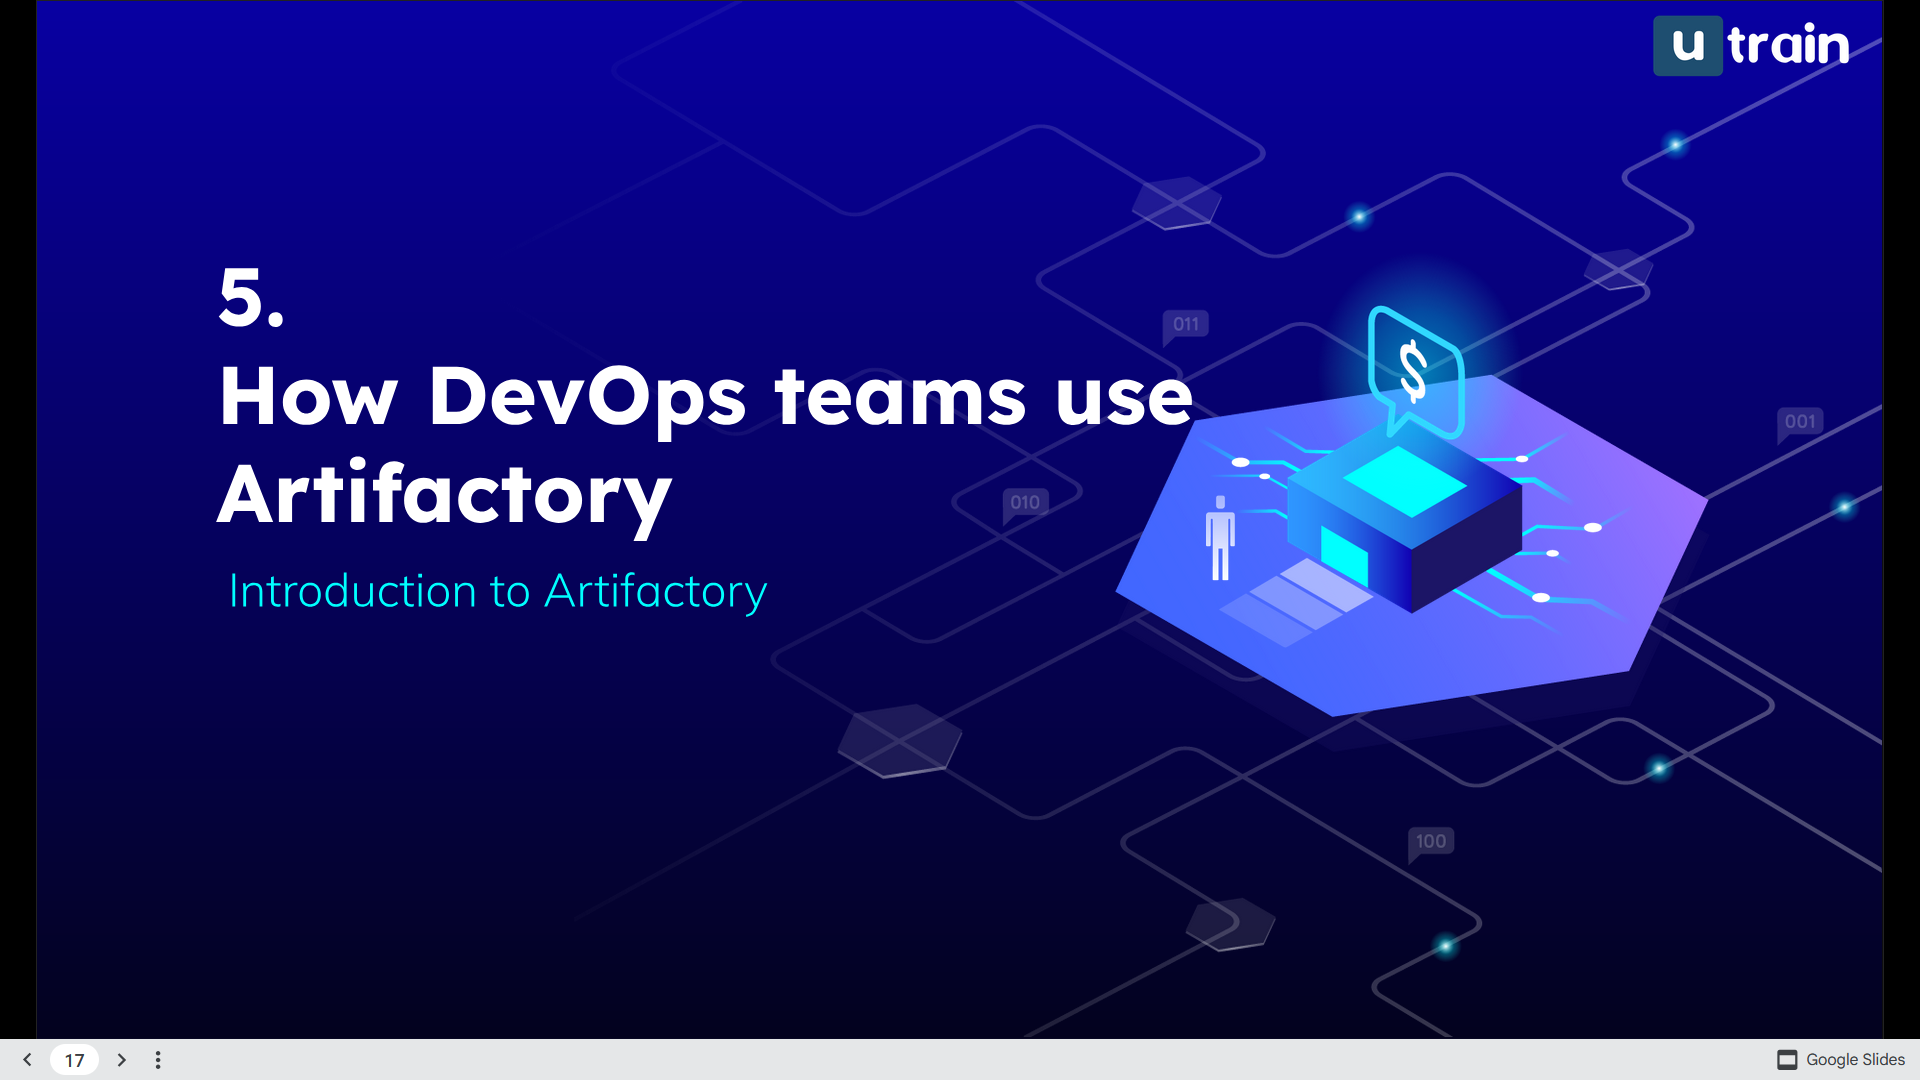 u train
5.
How DevOps teams use
Artifactory
Introduction to Artifactory
011
$
001
010
100
17
Google Slides